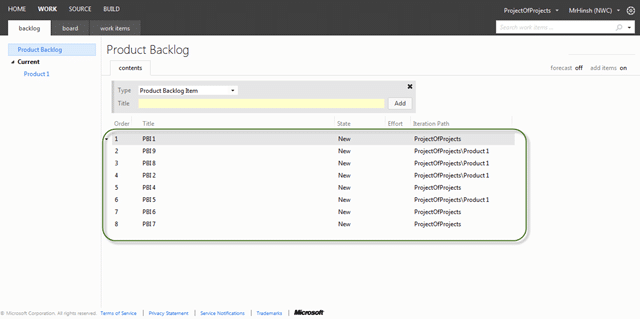 HOME WORK SOURCE BUILD ProjectOfProjects MrHinsh (NWC)
backlog board work items Search work items...
Product Backlog
Current
Product 1
Product Backlog
contents
forecast off add items on
Type Product Backlog Item
Title Add
Order Title State Effort Iteration Path
1 PBI 1 New ProjectOfProjects
2 PBI 9 New ProjectOfProjects\Product 1
3 PBI 8 New ProjectOfProjects\Product 1
4 PBI 2 New ProjectOfProjects\Product 1
5 PBI 4 New ProjectOfProjects
6 PBI 5 New ProjectOfProjects\Product 1
7 PBI 6 New ProjectOfProjects
8 PBI 7 New ProjectOfProjects
© Microsoft Corporation. All rights reserved. Terms of Service | Privacy Statement | Service Notifications | Trademarks | Microsoft